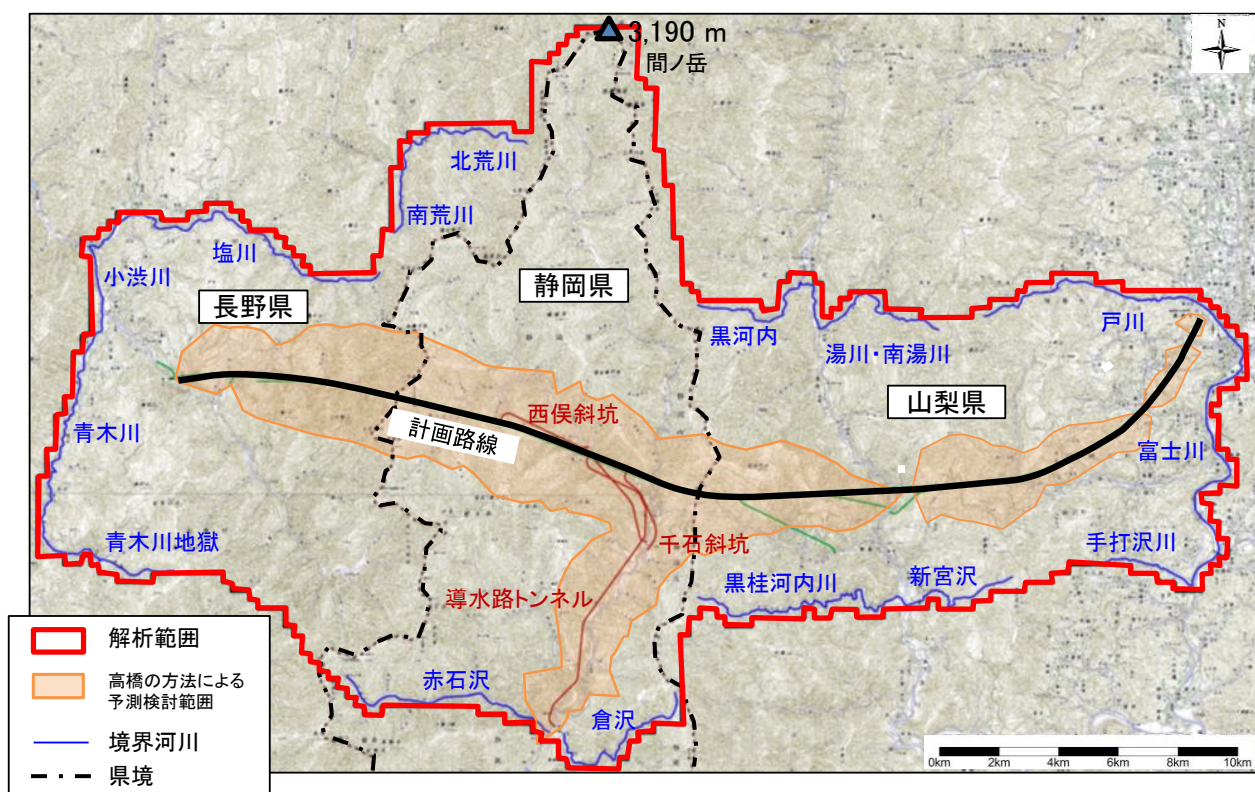 3,190 m
間ノ岳
N
北荒川
南荒川
塩川
小渋川
長野県
静岡県
黒河内
湯川・南湯川
戸川
山梨県
西俣斜坑
計画路線
青木川
富士川
千石斜坑
青木川地獄
手打沢川
導水路トンネル
黒桂河内川
新宮沢
赤石沢
倉沢
解析範囲
高橋の方法による
予測検討範囲
境界河川
県境
0km 2km 4km 6km 8km 10km